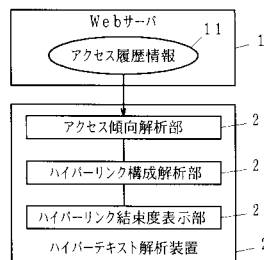 Webサーバ
11
アクセス履歴情報
1
アクセス傾向解析部
2
ハイパーリンク構成解析部
2
ハイパーリンク結束度表示部
2
ハイパーテキスト解析装置
2